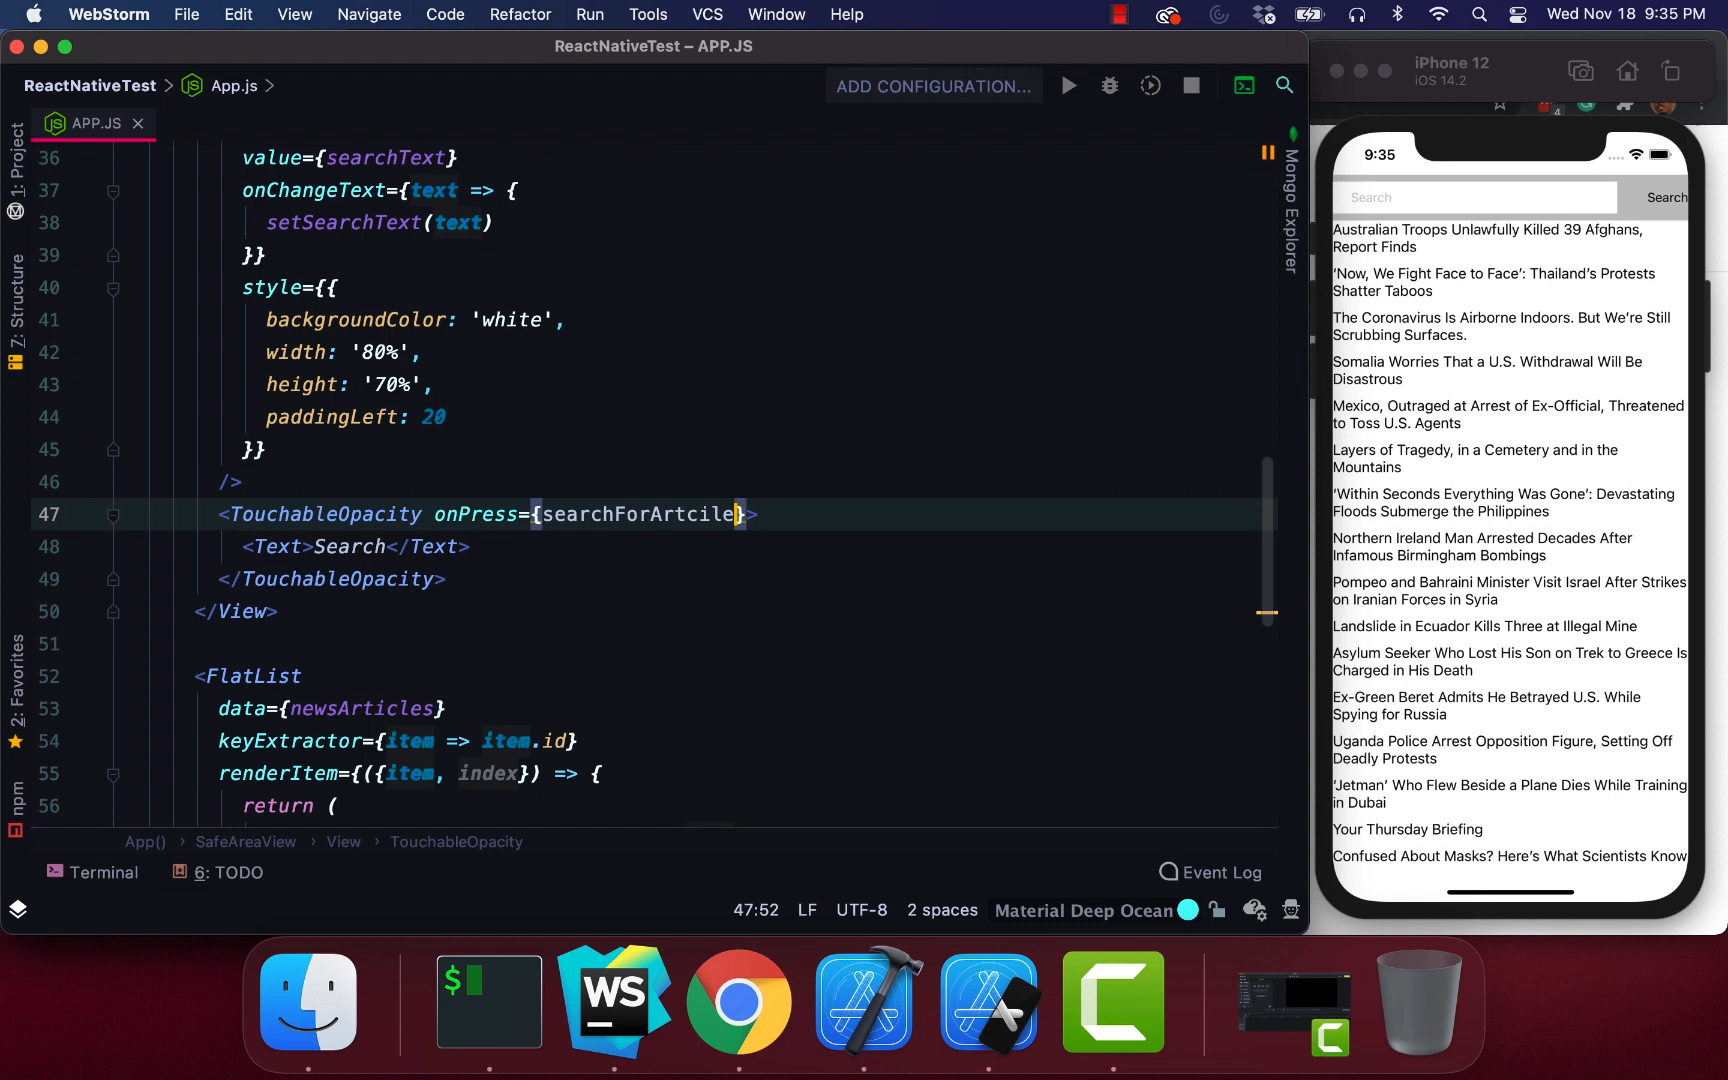 WebStorm File Edit View Navigate Code Refactor Run Tools VCS Window Help Wed Nov 18 9:35 PM
ReactNativeTest – APP.JS
ReactNativeTest > App.js >
ADD CONFIGURATION...
APP.JS
1: Project
7: Structure
2: Favorites
npm
Mongo Explorer
36 value={searchText}
37 onChangeText={text => {
38 setSearchText(text)
39 }}
40 style={{
41 backgroundColor: 'white',
42 width: '80%',
43 height: '70%',
44 paddingLeft: 20
45 }}
46 />
47 <TouchableOpacity onPress={searchForArtcile}>
48 <Text>Search</Text>
49 </TouchableOpacity>
50 </View>
51
52 <FlatList
53 data={newsArticles}
54 keyExtractor={item => item.id}
55 renderItem={({item, index}) => {
56 return (
App() › SafeAreaView › View › TouchableOpacity
Terminal 6: TODO
Event Log
47:52 LF UTF-8 2 spaces Material Deep Ocean
iPhone 12
iOS 14.2
4
9:35
Search Search
Australian Troops Unlawfully Killed 39 Afghans,
Report Finds
‘Now, We Fight Face to Face’: Thailand’s Protests
Shatter Taboos
The Coronavirus Is Airborne Indoors. But We’re Still
Scrubbing Surfaces.
Somalia Worries That a U.S. Withdrawal Will Be
Disastrous
Mexico, Outraged at Arrest of Ex-Official, Threatened
to Toss U.S. Agents
Layers of Tragedy, in a Cemetery and in the
Mountains
‘Within Seconds Everything Was Gone’: Devastating
Floods Submerge the Philippines
Northern Ireland Man Arrested Decades After
Infamous Birmingham Bombings
Pompeo and Bahraini Minister Visit Israel After Strikes
on Iranian Forces in Syria
Landslide in Ecuador Kills Three at Illegal Mine
Asylum Seeker Who Lost His Son on Trek to Greece Is
Charged in His Death
Ex-Green Beret Admits He Betrayed U.S. While
Spying for Russia
Uganda Police Arrest Opposition Figure, Setting Off
Deadly Protests
‘Jetman’ Who Flew Beside a Plane Dies While Training
in Dubai
Your Thursday Briefing
Confused About Masks? Here’s What Scientists Know
$
WS